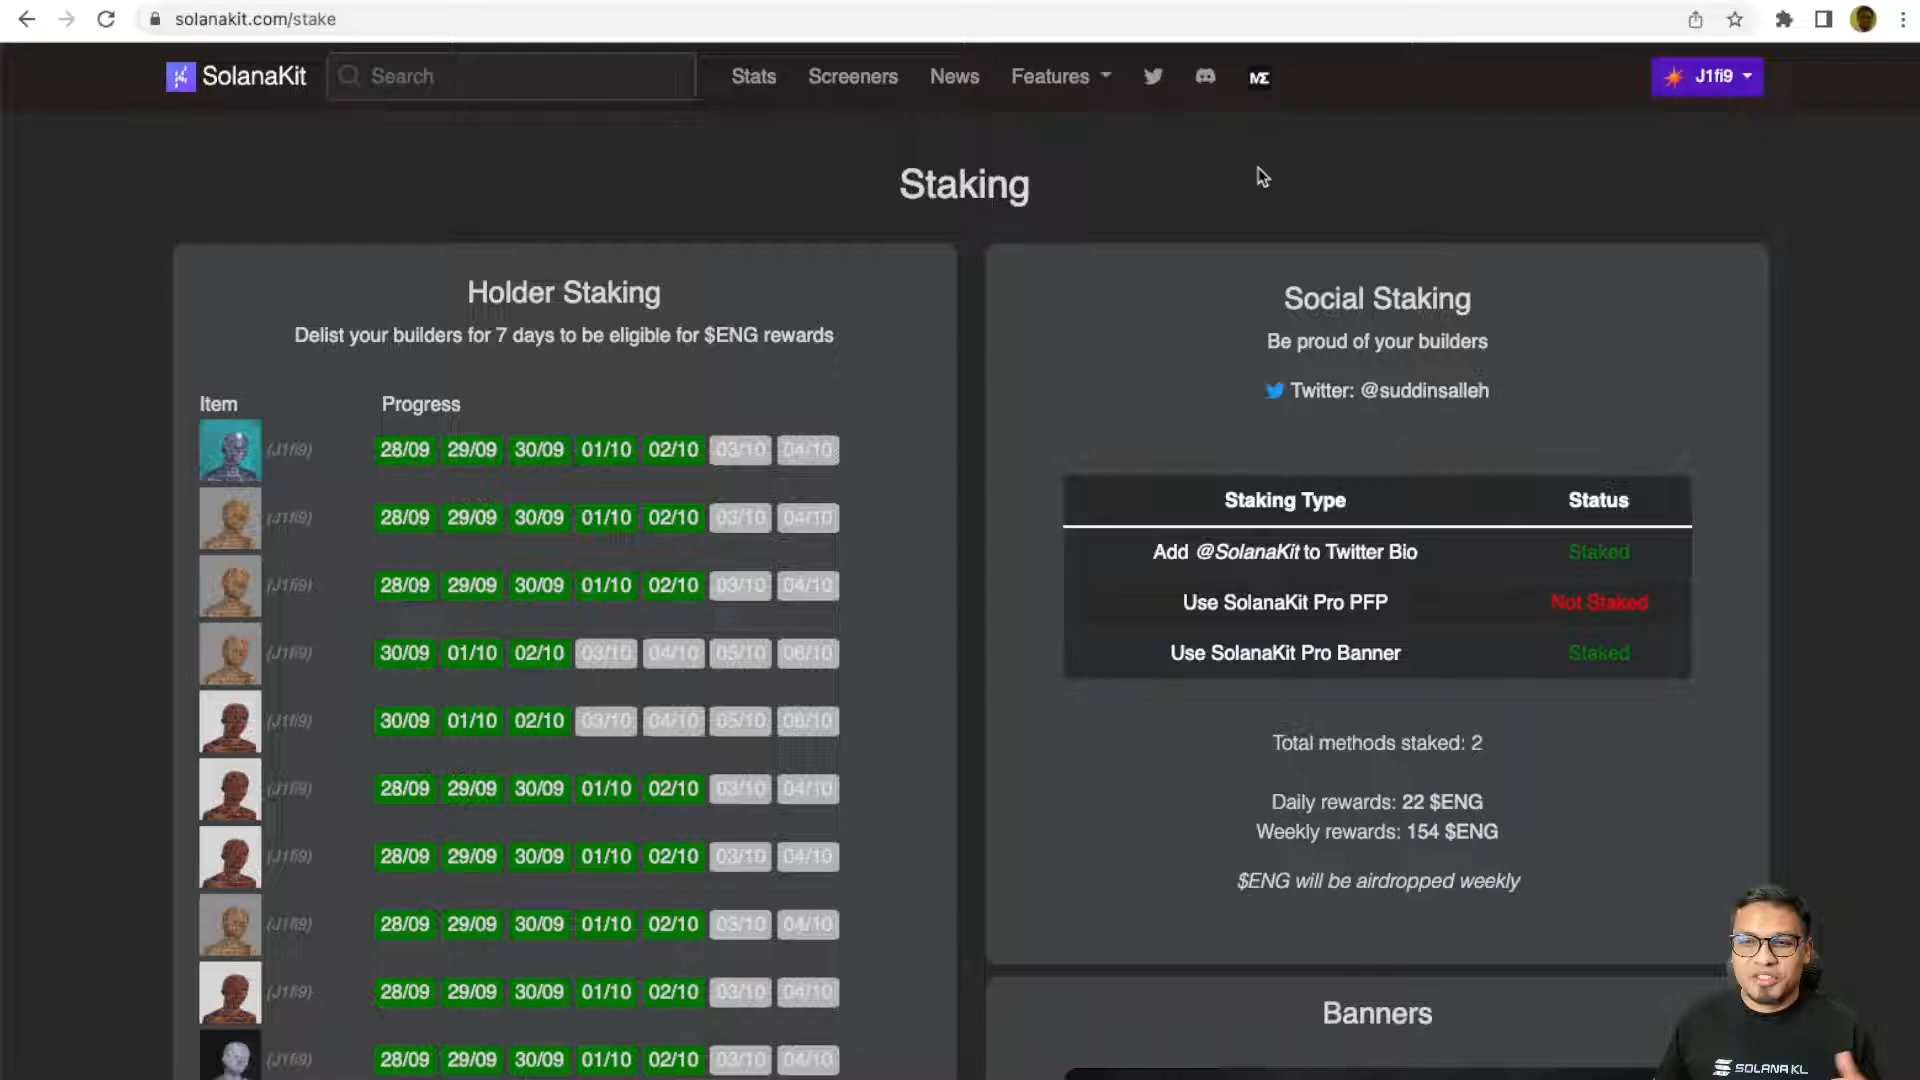 solanakit.com/stake
SolanaKit
Search
Stats
Screeners
News
Features
J1fi9
Staking
Holder Staking
Delist your builders for 7 days to be eligible for $ENG rewards
Item Progress
(J1fi9) 28/09 29/09 30/09 01/10 02/10 03/10 04/10
(J1fi9) 28/09 29/09 30/09 01/10 02/10 03/10 04/10
(J1fi9) 28/09 29/09 30/09 01/10 02/10 03/10 04/10
(J1fi9) 30/09 01/10 02/10 03/10 04/10 05/10 06/10
(J1fi9) 30/09 01/10 02/10 03/10 04/10 05/10 06/10
(J1fi9) 28/09 29/09 30/09 01/10 02/10 03/10 04/10
(J1fi9) 28/09 29/09 30/09 01/10 02/10 03/10 04/10
(J1fi9) 28/09 29/09 30/09 01/10 02/10 03/10 04/10
(J1fi9) 28/09 29/09 30/09 01/10 02/10 03/10 04/10
(J1fi9) 28/09 29/09 30/09 01/10 02/10 03/10 04/10
Social Staking
Be proud of your builders
Twitter: @suddinsalleh
Staking Type Status
Add @SolanaKit to Twitter Bio Staked
Use SolanaKit Pro PFP Not Staked
Use SolanaKit Pro Banner Staked
Total methods staked: 2
Daily rewards: 22 $ENG
Weekly rewards: 154 $ENG
$ENG will be airdropped weekly
Banners
SOLANA KL